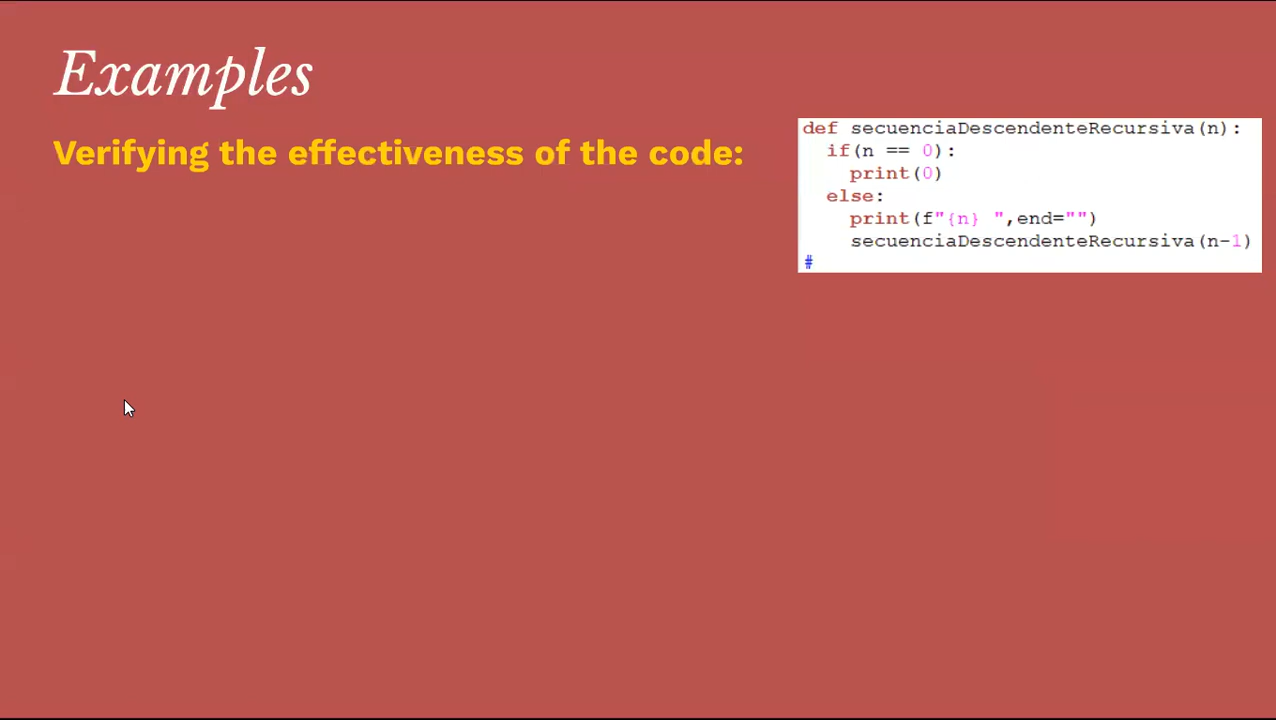 Examples
Verifying the effectiveness of the code:
def secuenciaDescendenteRecursiva(n):
  if(n == 0):
    print(0)
  else:
    print(f"{n} ",end="")
    secuenciaDescendenteRecursiva(n-1)
#